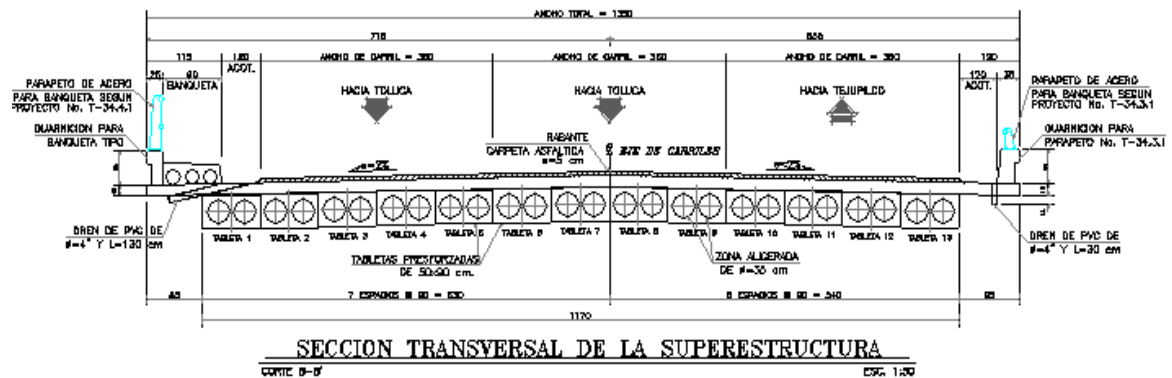 ANCHO TOTAL = 1350
715
635
115
ANCHO DE CARRIL = 360
ANCHO DE CARRIL = 360
ANCHO DE CARRIL = 360
ACOT.
BANQUETA
120
ACOT.
PARAPETO DE ACERO
PARA BANQUETA SEGUN
PROYECTO No. T-34.4.1
HACIA TOLUCA
HACIA TOLUCA
HACIA TEJUPILCO
PARAPETO DE ACERO
PARA BANQUETA SEGUN
PROYECTO No. T-34.3.1
GUARNICION PARA
BANQUETA TIPO
RASANTE
CARPETA ASFALTICA
e=5 cm
EJE DE CARRILES
GUARNICION PARA
PARAPETO No. T-34.3.1
TABLETA 1
TABLETA 2
TABLETA 3
TABLETA 4
TABLETA 5
TABLETA 6
TABLETA 7
TABLETA 8
TABLETA 9
TABLETA 10
TABLETA 11
TABLETA 12
TABLETA 13
DREN DE PVC DE
Ø=4" Y L=130 cm
TABLETAS PRESFORZADAS
DE 50x90 cm.
ZONA ALIGERADA
DE
DREN DE PVC DE
Ø=4" Y L=30 cm
7 ESPACIOS @ 90 = 630
6 ESPACIOS @ 90 = 540
1170
SECCION TRANSVERSAL DE LA SUPERESTRUCTURA
CORTE B-B'
ESC. 1:50